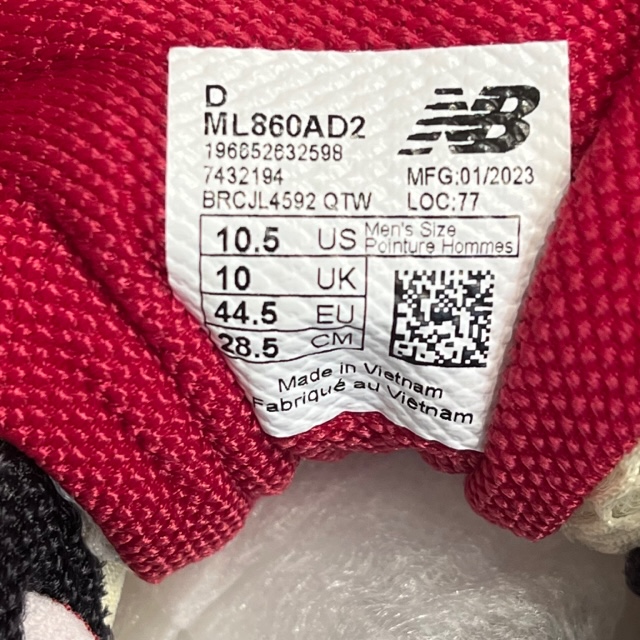 D
ML860AD2
NB
196652632598
7432194 MFG:01/2023
BRCJL4592 QTW LOC:77
10.5 US Men's Size
Pointure Hommes
10 UK
44.5 EU
28.5 CM
Made in Vietnam
Fabriqué au Vietnam